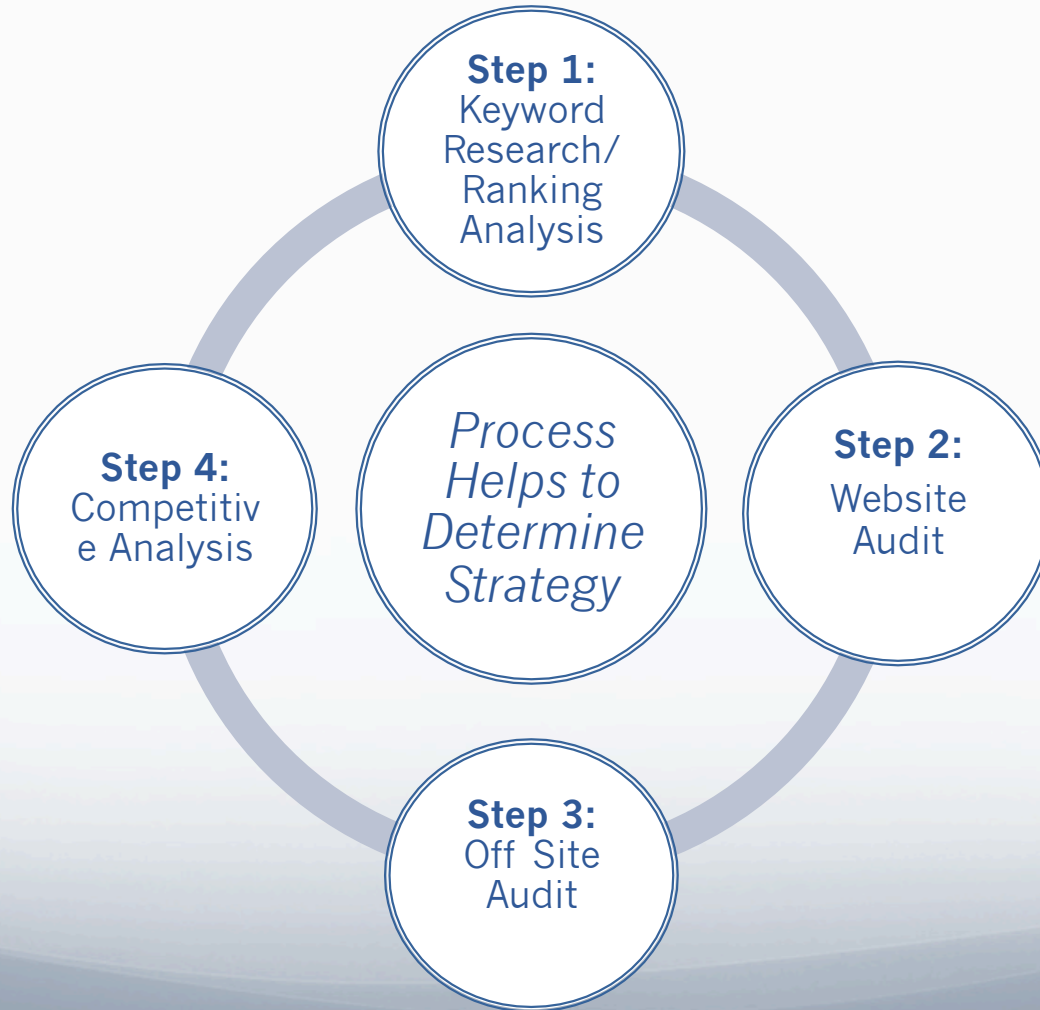 Step 1:
Keyword
Research/
Ranking
Analysis
Step 2:
Website
Audit
Step 3:
Off Site
Audit
Step 4:
Competitiv
e Analysis
Process
Helps to
Determine
Strategy